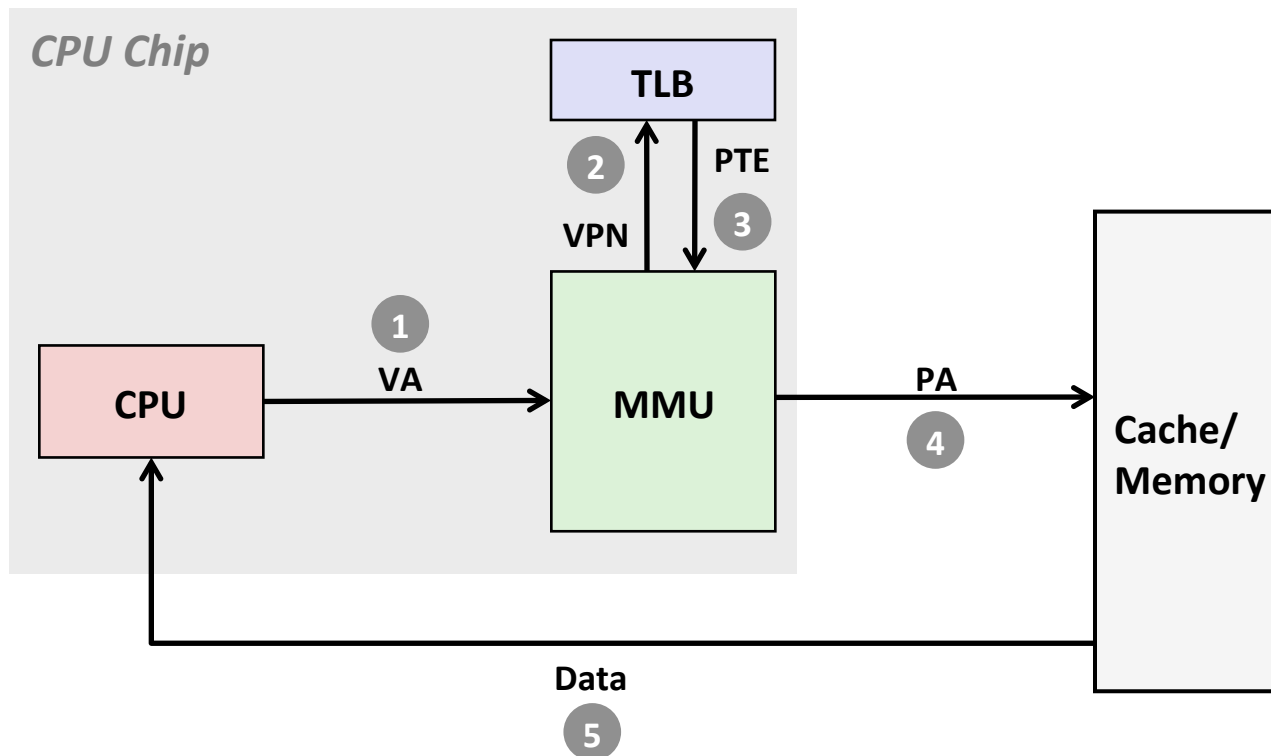 CPU Chip
TLB
2
PTE
3
VPN
1
VA
CPU
MMU
PA
4
Cache/
Memory
Data
5